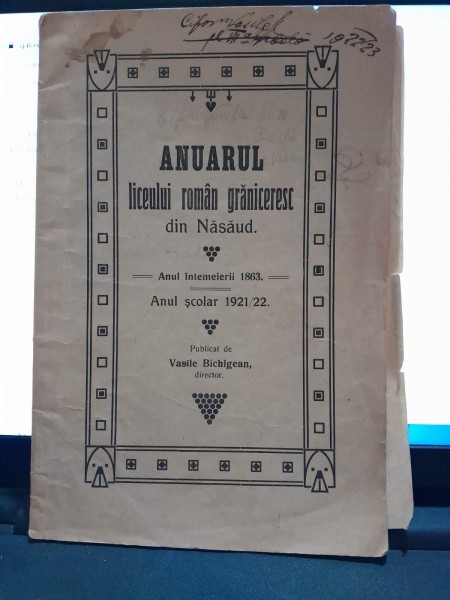 1922/23
ANUARUL
liceului român grăniceresc
din Năsăud.
Anul întemeierii 1863.
Anul școlar 1921/22.
Publicat de
Vasile Bichigean,
director.